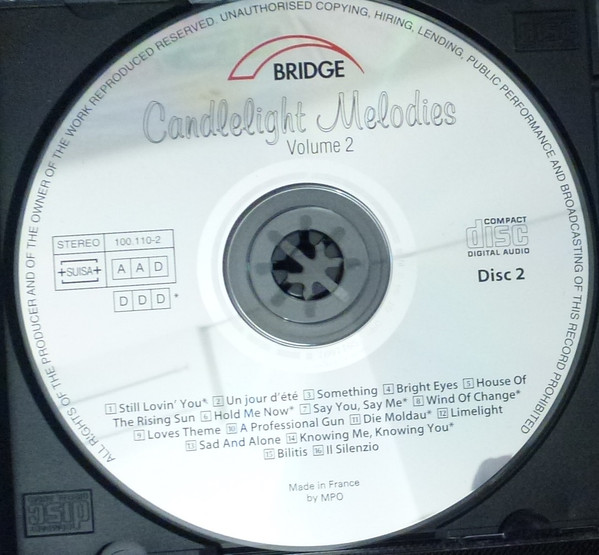 ALL RIGHTS OF THE PRODUCER AND OF THE OWNER OF THE WORK REPRODUCED RESERVED. UNAUTHORISED COPYING, HIRING, LENDING, PUBLIC PERFORMANCE AND BROADCASTING OF THIS RECORD PROHIBITED
BRIDGE
Candlelight Melodies
Volume 2
STEREO 100.110-2
SUISA A A D
D D D *
COMPACT
disc
DIGITAL AUDIO
Disc 2
1 Still Lovin' You* 2 Un jour d'été 3 Something 4 Bright Eyes 5 House Of
The Rising Sun 6 Hold Me Now* 7 Say You, Say Me* 8 Wind Of Change*
9 Loves Theme 10 A Professional Gun 11 Die Moldau* 12 Limelight
13 Sad And Alone 14 Knowing Me, Knowing You*
15 Bilitis 16 Il Silenzio
Made in France
by MPO
disc